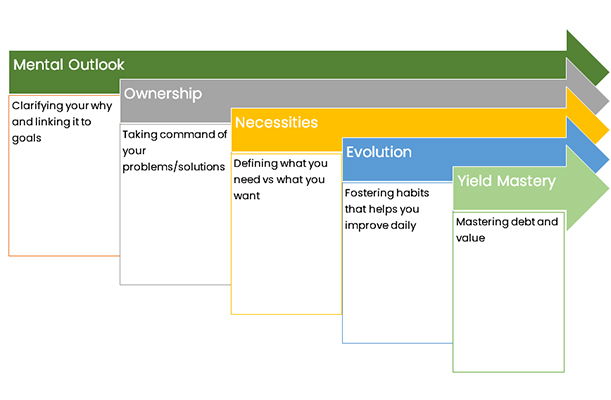 Mental Outlook
Clarifying your why
and linking it to
goals
Ownership
Taking command of
your
problems/solutions
Necessities
Defining what you
need vs what you
want
Evolution
Fostering habits
that helps you
improve daily
Yield Mastery
Mastering debt and
value